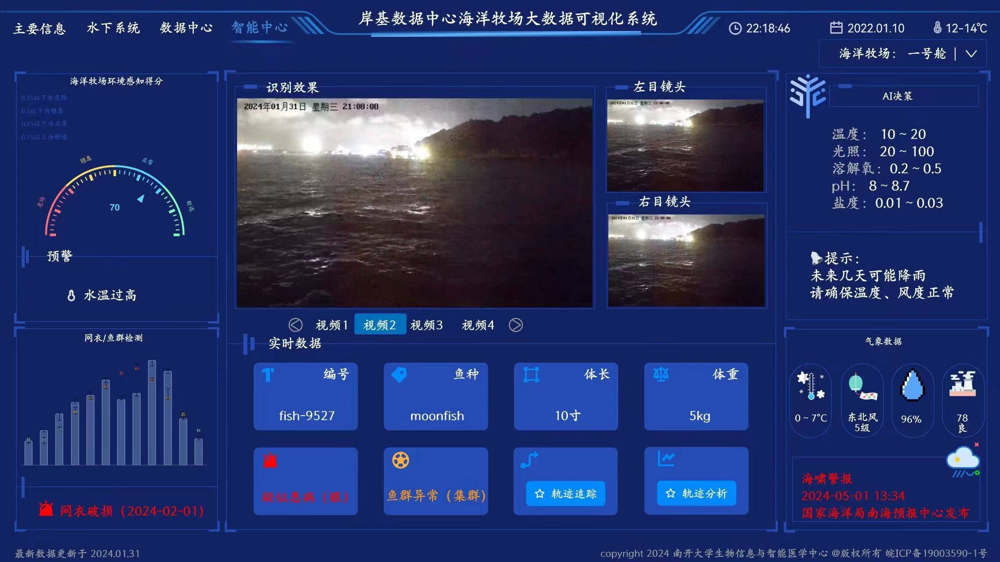 岸基数据中心海洋牧场大数据可视化系统
主要信息 水下系统 数据中心 智能中心
22:18:46 2022.01.10 12-14℃
海洋牧场: 一号舱
海洋牧场环境感知得分
0.25以下为危险
0.5以下为隐患
0.75以下为正常
0.75以上为舒适
危险 隐患 正常 舒适
70
预警
水温过高
网衣/鱼群检测
网衣破损（2024-02-01）
识别效果
2024年01月31日 星期三 21:08:08
左目镜头
2024年01月31日 星期三 21:08:08
右目镜头
2024年01月31日 星期三 21:08:08
视频1 视频2 视频3 视频4
实时数据
编号
fish-9527
鱼种
moonfish
体长
10寸
体重
5kg
疑似患病（眼）
鱼群异常（集群）
轨迹追踪
轨迹分析
AI决策
温度： 10 ~ 20
光照： 20 ~ 100
溶解氧：0.2 ~ 0.5
pH： 8 ~ 8.7
盐度：0.01 ~ 0.03
提示：
未来几天可能降雨
请确保温度、风度正常
气象数据
0 ~ 7°C
东北风
5级
96%
78
良
海啸警报
2024-05-01 13:34
国家海洋局南海预报中心发布
最新数据更新于 2024.01.31
copyright 2024 南开大学生物信息与智能医学中心 @版权所有 皖ICP备19003590-1号